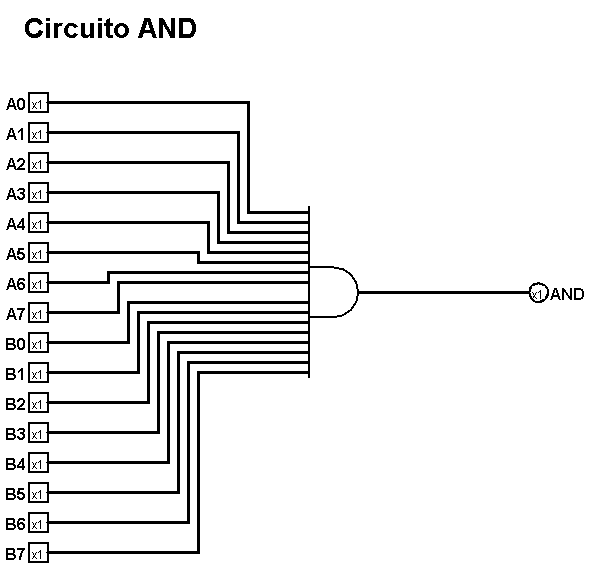 Circuito AND
A0 x1
A1 x1
A2 x1
A3 x1
A4 x1
A5 x1
A6 x1
x1 AND
A7 x1
B0 x1
B1 x1
B2 x1
B3 x1
B4 x1
B5 x1
B6 x1
B7 x1